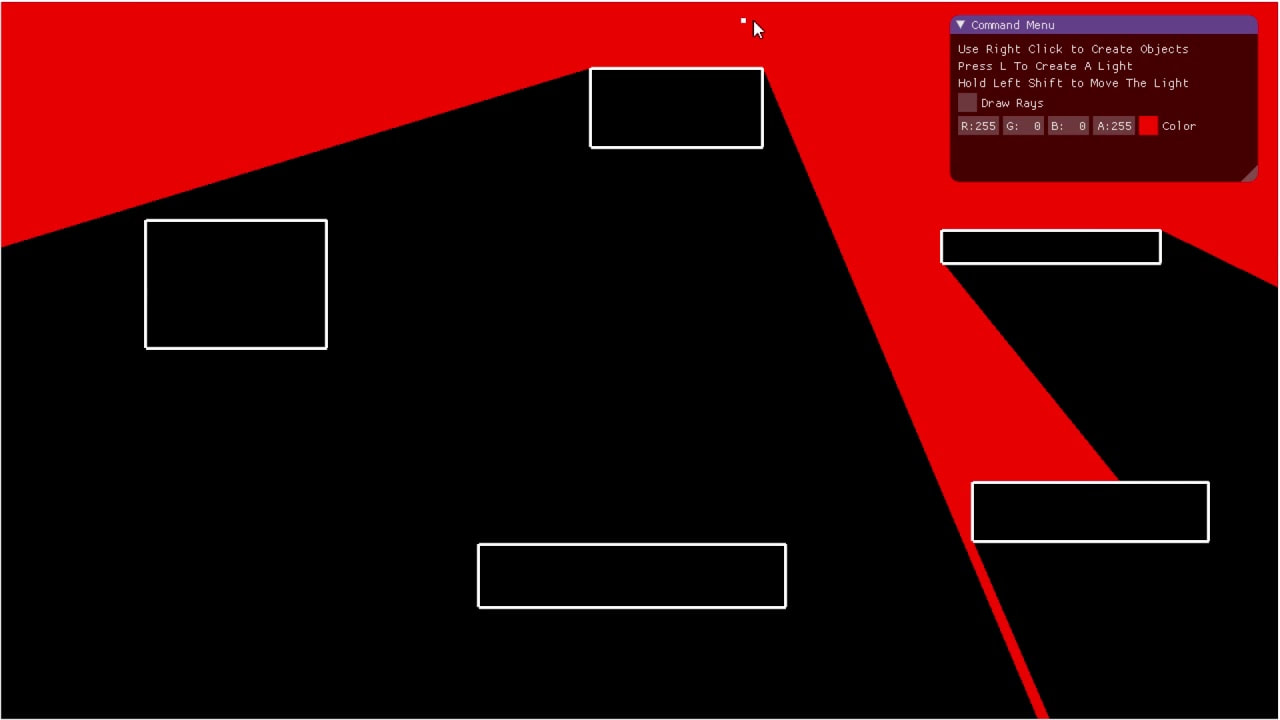 Command Menu
Use Right Click to Create Objects
Press L To Create A Light
Hold Left Shift to Move The Light
Draw Rays
R:255 G: 0 B: 0 A:255 Color